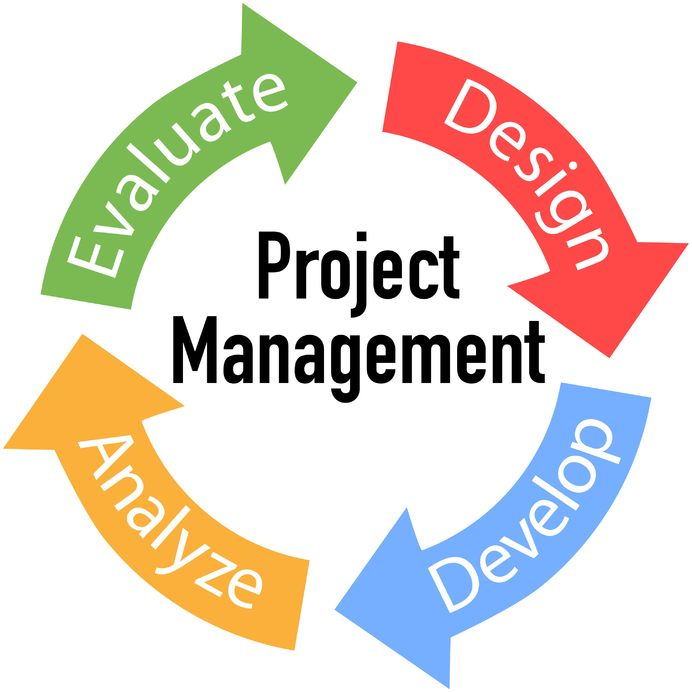 Evaluate
Design
Project
Management
Analyze
Develop